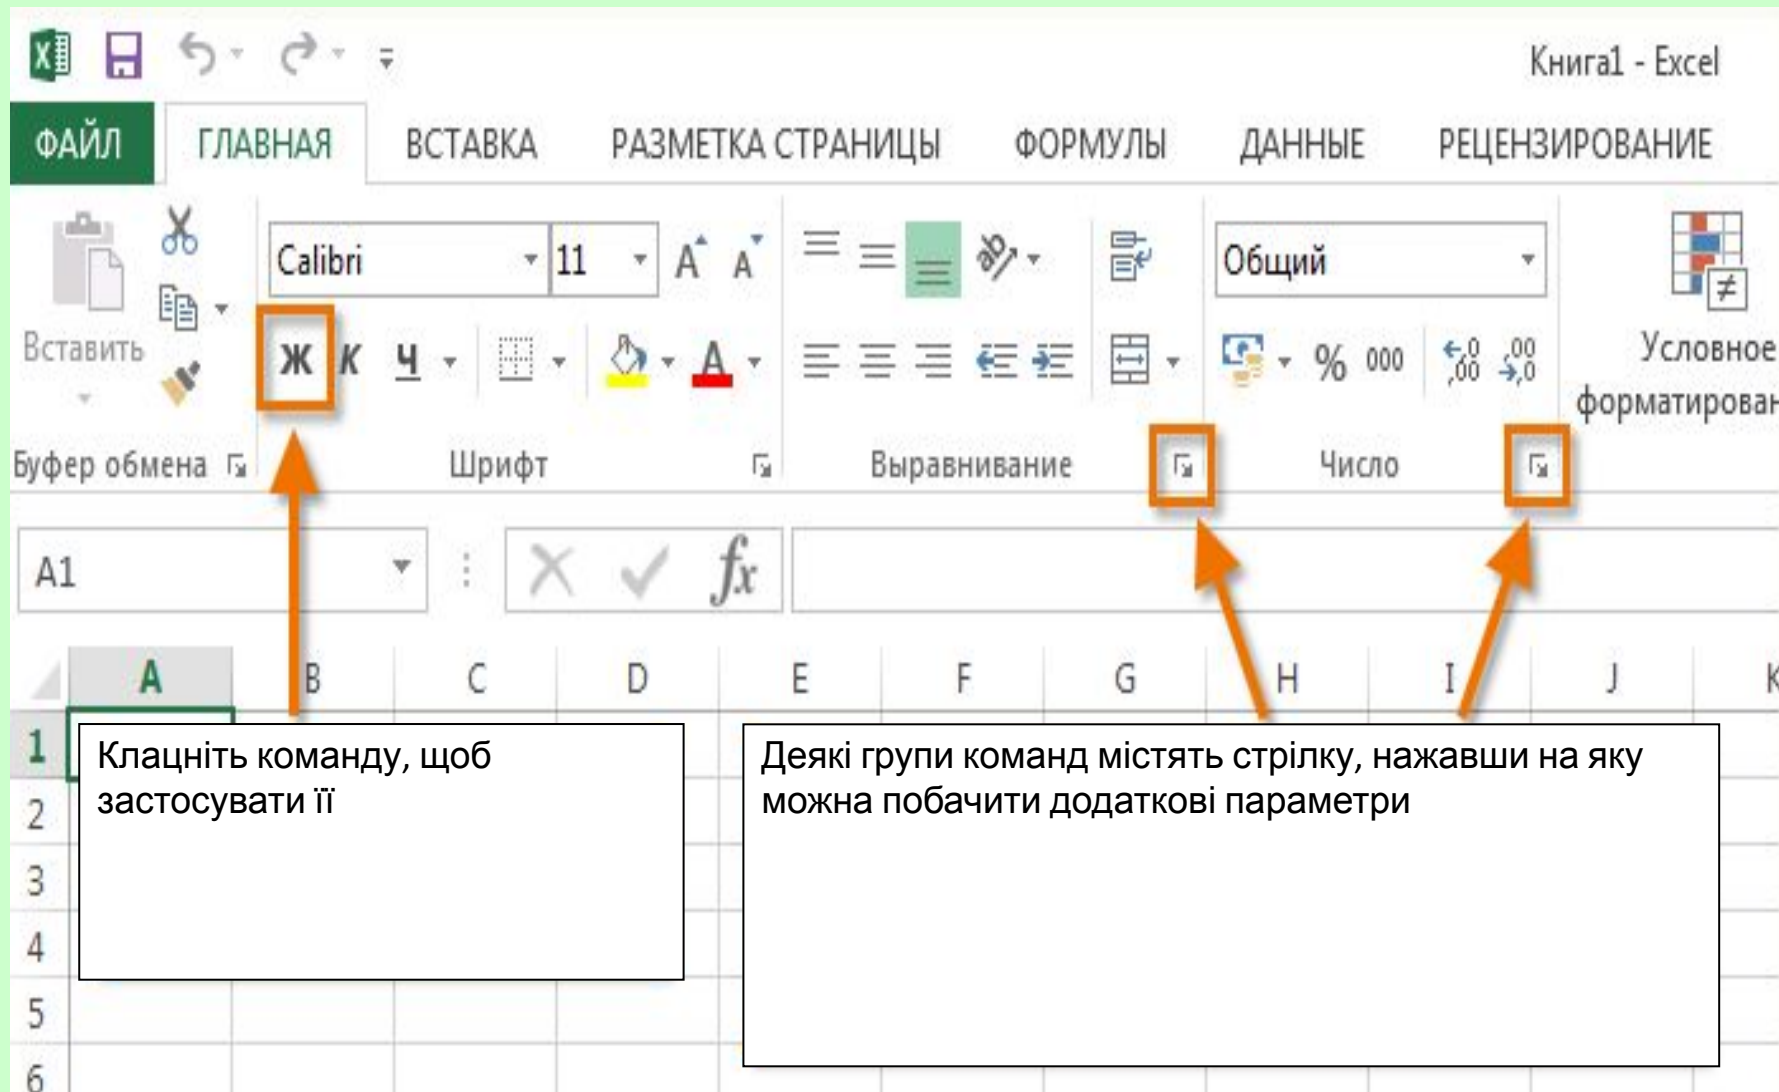 Книга1 - Excel
ФАЙЛ ГЛАВНАЯ ВСТАВКА РАЗМЕТКА СТРАНИЦЫ ФОРМУЛЫ ДАННЫЕ РЕЦЕНЗИРОВАНИЕ
Calibri 11 Общий
Вставить Ж К Ч А % 000 Условное
форматирован
Буфер обмена Шрифт Выравнивание Число
A1 fx
A B C D E F G H I J K
1
Клацніть команду, щоб
застосувати її
Деякі групи команд містять стрілку, нажавши на яку
можна побачити додаткові параметри
2
3
4
5
6